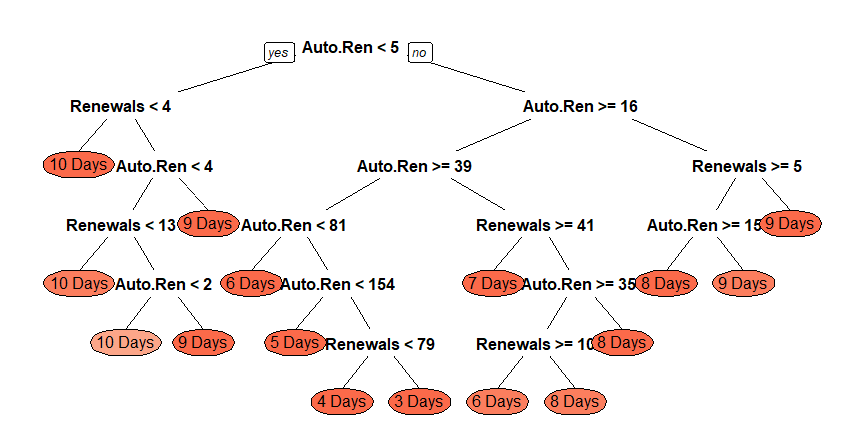 yes Auto.Ren < 5 no
Renewals < 4 Auto.Ren >= 16
10 Days Auto.Ren < 4 Auto.Ren >= 39 Renewals >= 5
Renewals < 13 9 Days Auto.Ren < 81 Renewals >= 41 Auto.Ren >= 15 9 Days
10 Days Auto.Ren < 2 6 Days Auto.Ren < 154 7 Days Auto.Ren >= 35 8 Days 9 Days
10 Days 9 Days 5 Days Renewals < 79 Renewals >= 10 8 Days
4 Days 3 Days 6 Days 8 Days